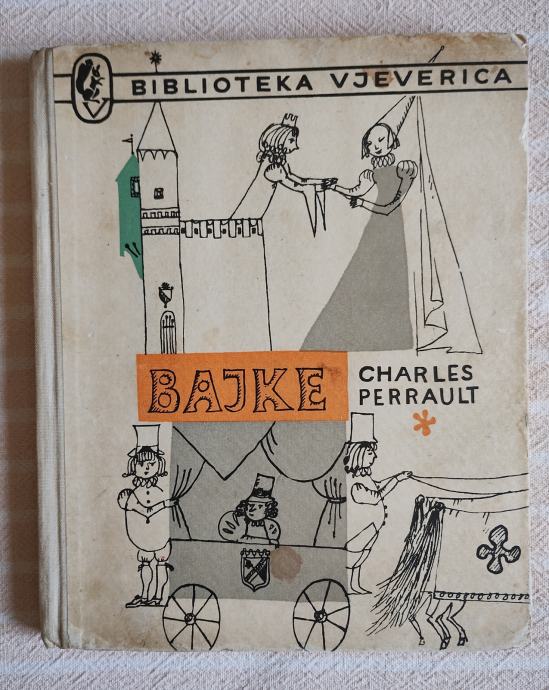 BIBLIOTEKA VJEVERICA
V
BAJKE
CHARLES
PERRAULT